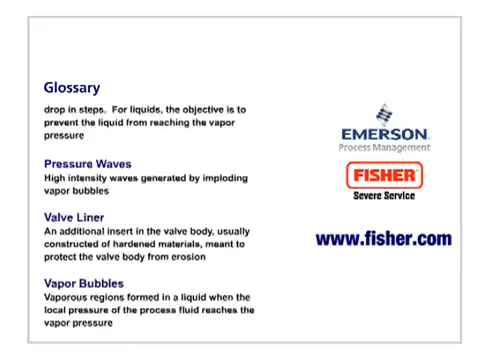 Glossary
drop in steps. For liquids, the objective is to
prevent the liquid from reaching the vapor
pressure
Pressure Waves
High intensity waves generated by imploding
vapor bubbles
Valve Liner
An additional insert in the valve body, usually
constructed of hardened materials, meant to
protect the valve body from erosion
Vapor Bubbles
Vaporous regions formed in a liquid when the
local pressure of the process fluid reaches the
vapor pressure
EMERSON
Process Management
FISHER
Severe Service
www.fisher.com